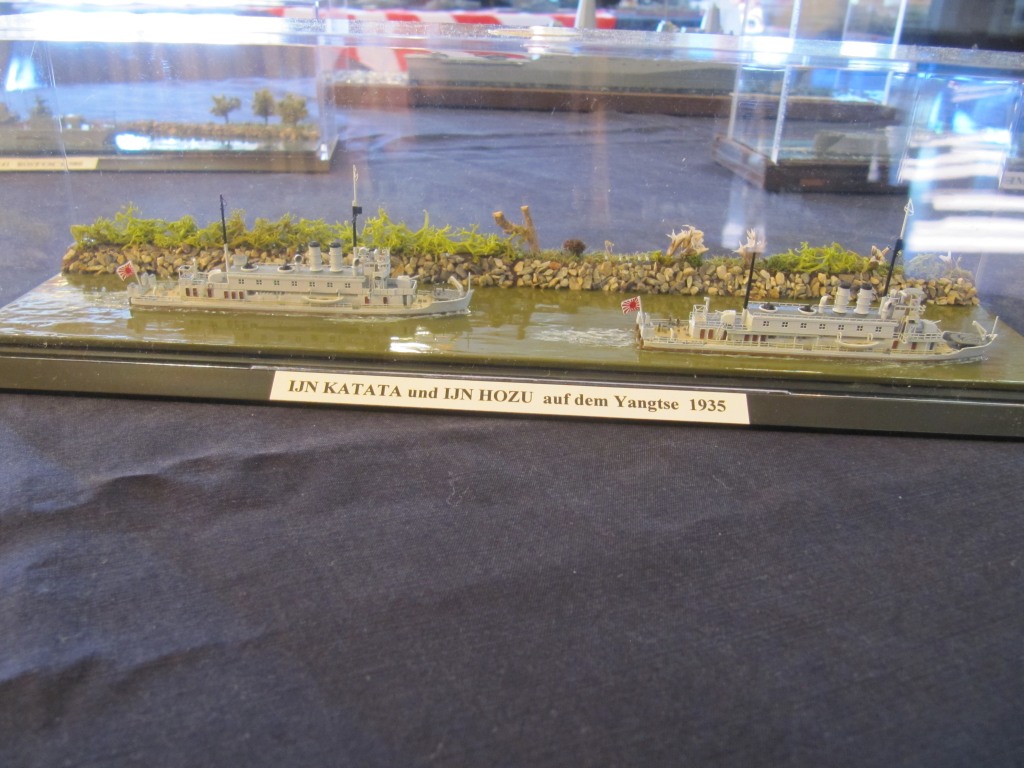 IJN KATATA und IJN HOZU auf dem Yangtse 1935